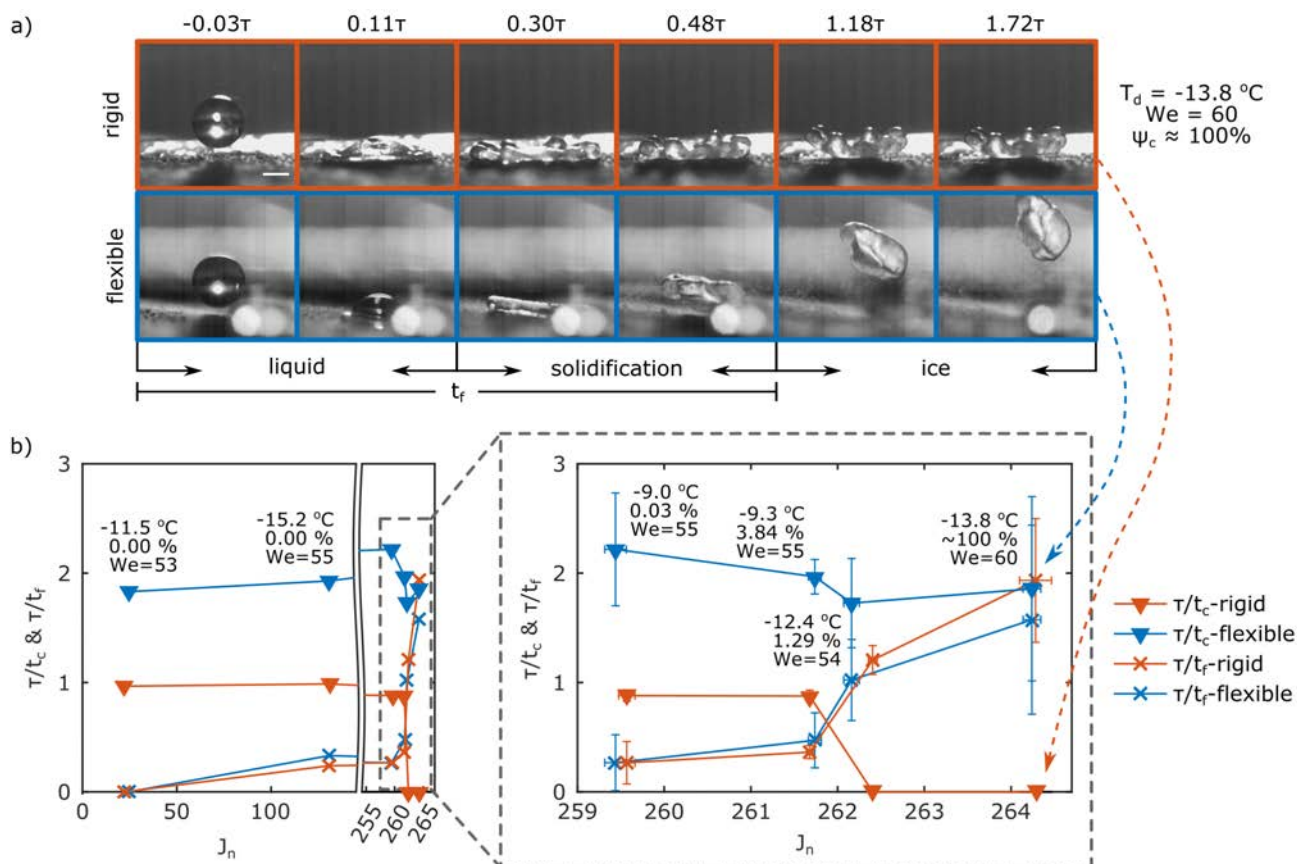 a)
-0.03τ 0.11τ 0.30τ 0.48τ 1.18τ 1.72τ
rigid
T_d = -13.8 °C
We = 60
ψ_c ≈ 100%
flexible
liquid solidification ice
t_f
b)
τ/t_c & τ/t_f
3
2
1
0
-11.5 °C
0.00 %
We=53
-15.2 °C
0.00 %
We=55
0 50 100 255 260 265
J_n
τ/t_c & τ/t_f
3
2
1
0
-9.0 °C
0.03 %
We=55
-9.3 °C
3.84 %
We=55
-12.4 °C
1.29 %
We=54
-13.8 °C
~100 %
We=60
259 260 261 262 263 264
J_n
τ/t_c-rigid
τ/t_c-flexible
τ/t_f-rigid
τ/t_f-flexible